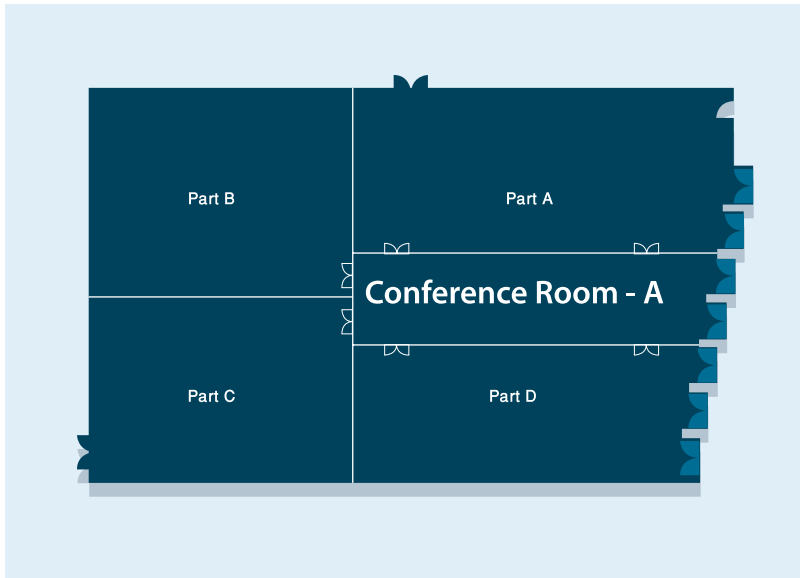 Part B
Part A
Conference Room - A
Part C
Part D